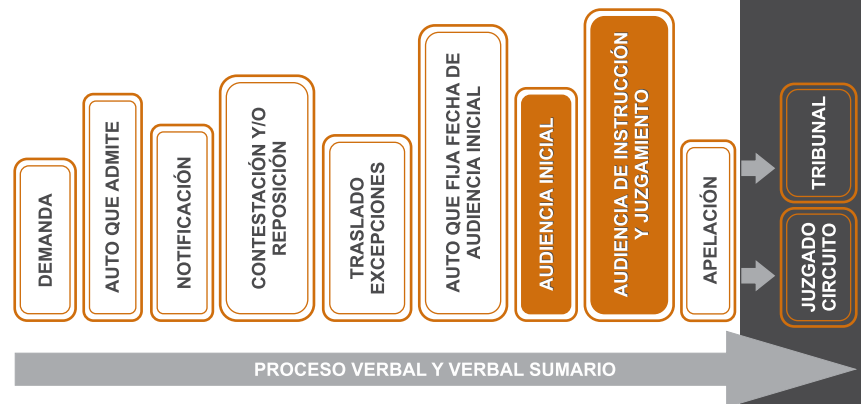 DEMANDA
AUTO QUE ADMITE
NOTIFICACIÓN
CONTESTACIÓN Y/O
REPOSICIÓN
TRASLADO
EXCEPCIONES
AUTO QUE FIJA FECHA DE
AUDIENCIA INICIAL
AUDIENCIA INICIAL
AUDIENCIA DE INSTRUCCIÓN
Y JUZGAMIENTO
APELACIÓN
TRIBUNAL
JUZGADO
CIRCUITO
PROCESO VERBAL Y VERBAL SUMARIO